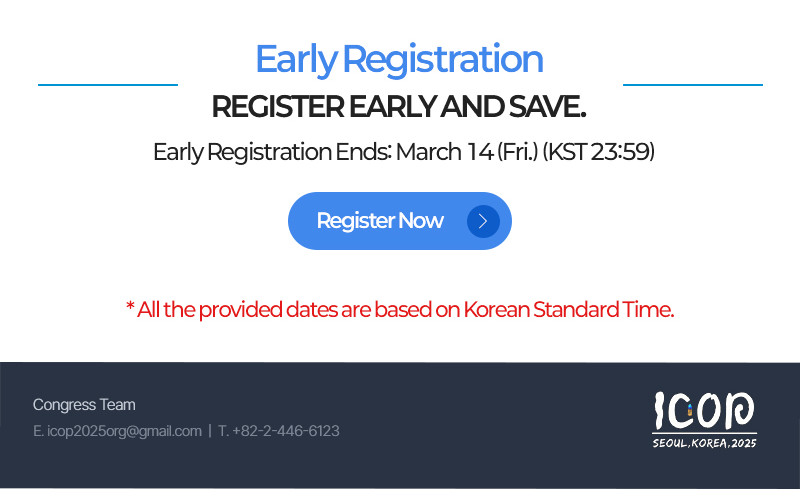 Early Registration
REGISTER EARLY AND SAVE.
Early Registration Ends: March 14 (Fri.) (KST 23:59)
Register Now
* All the provided dates are based on Korean Standard Time.
Congress Team
E. icop2025org@gmail.com | T. +82-2-446-6123
ICOP
SEOUL, KOREA, 2025